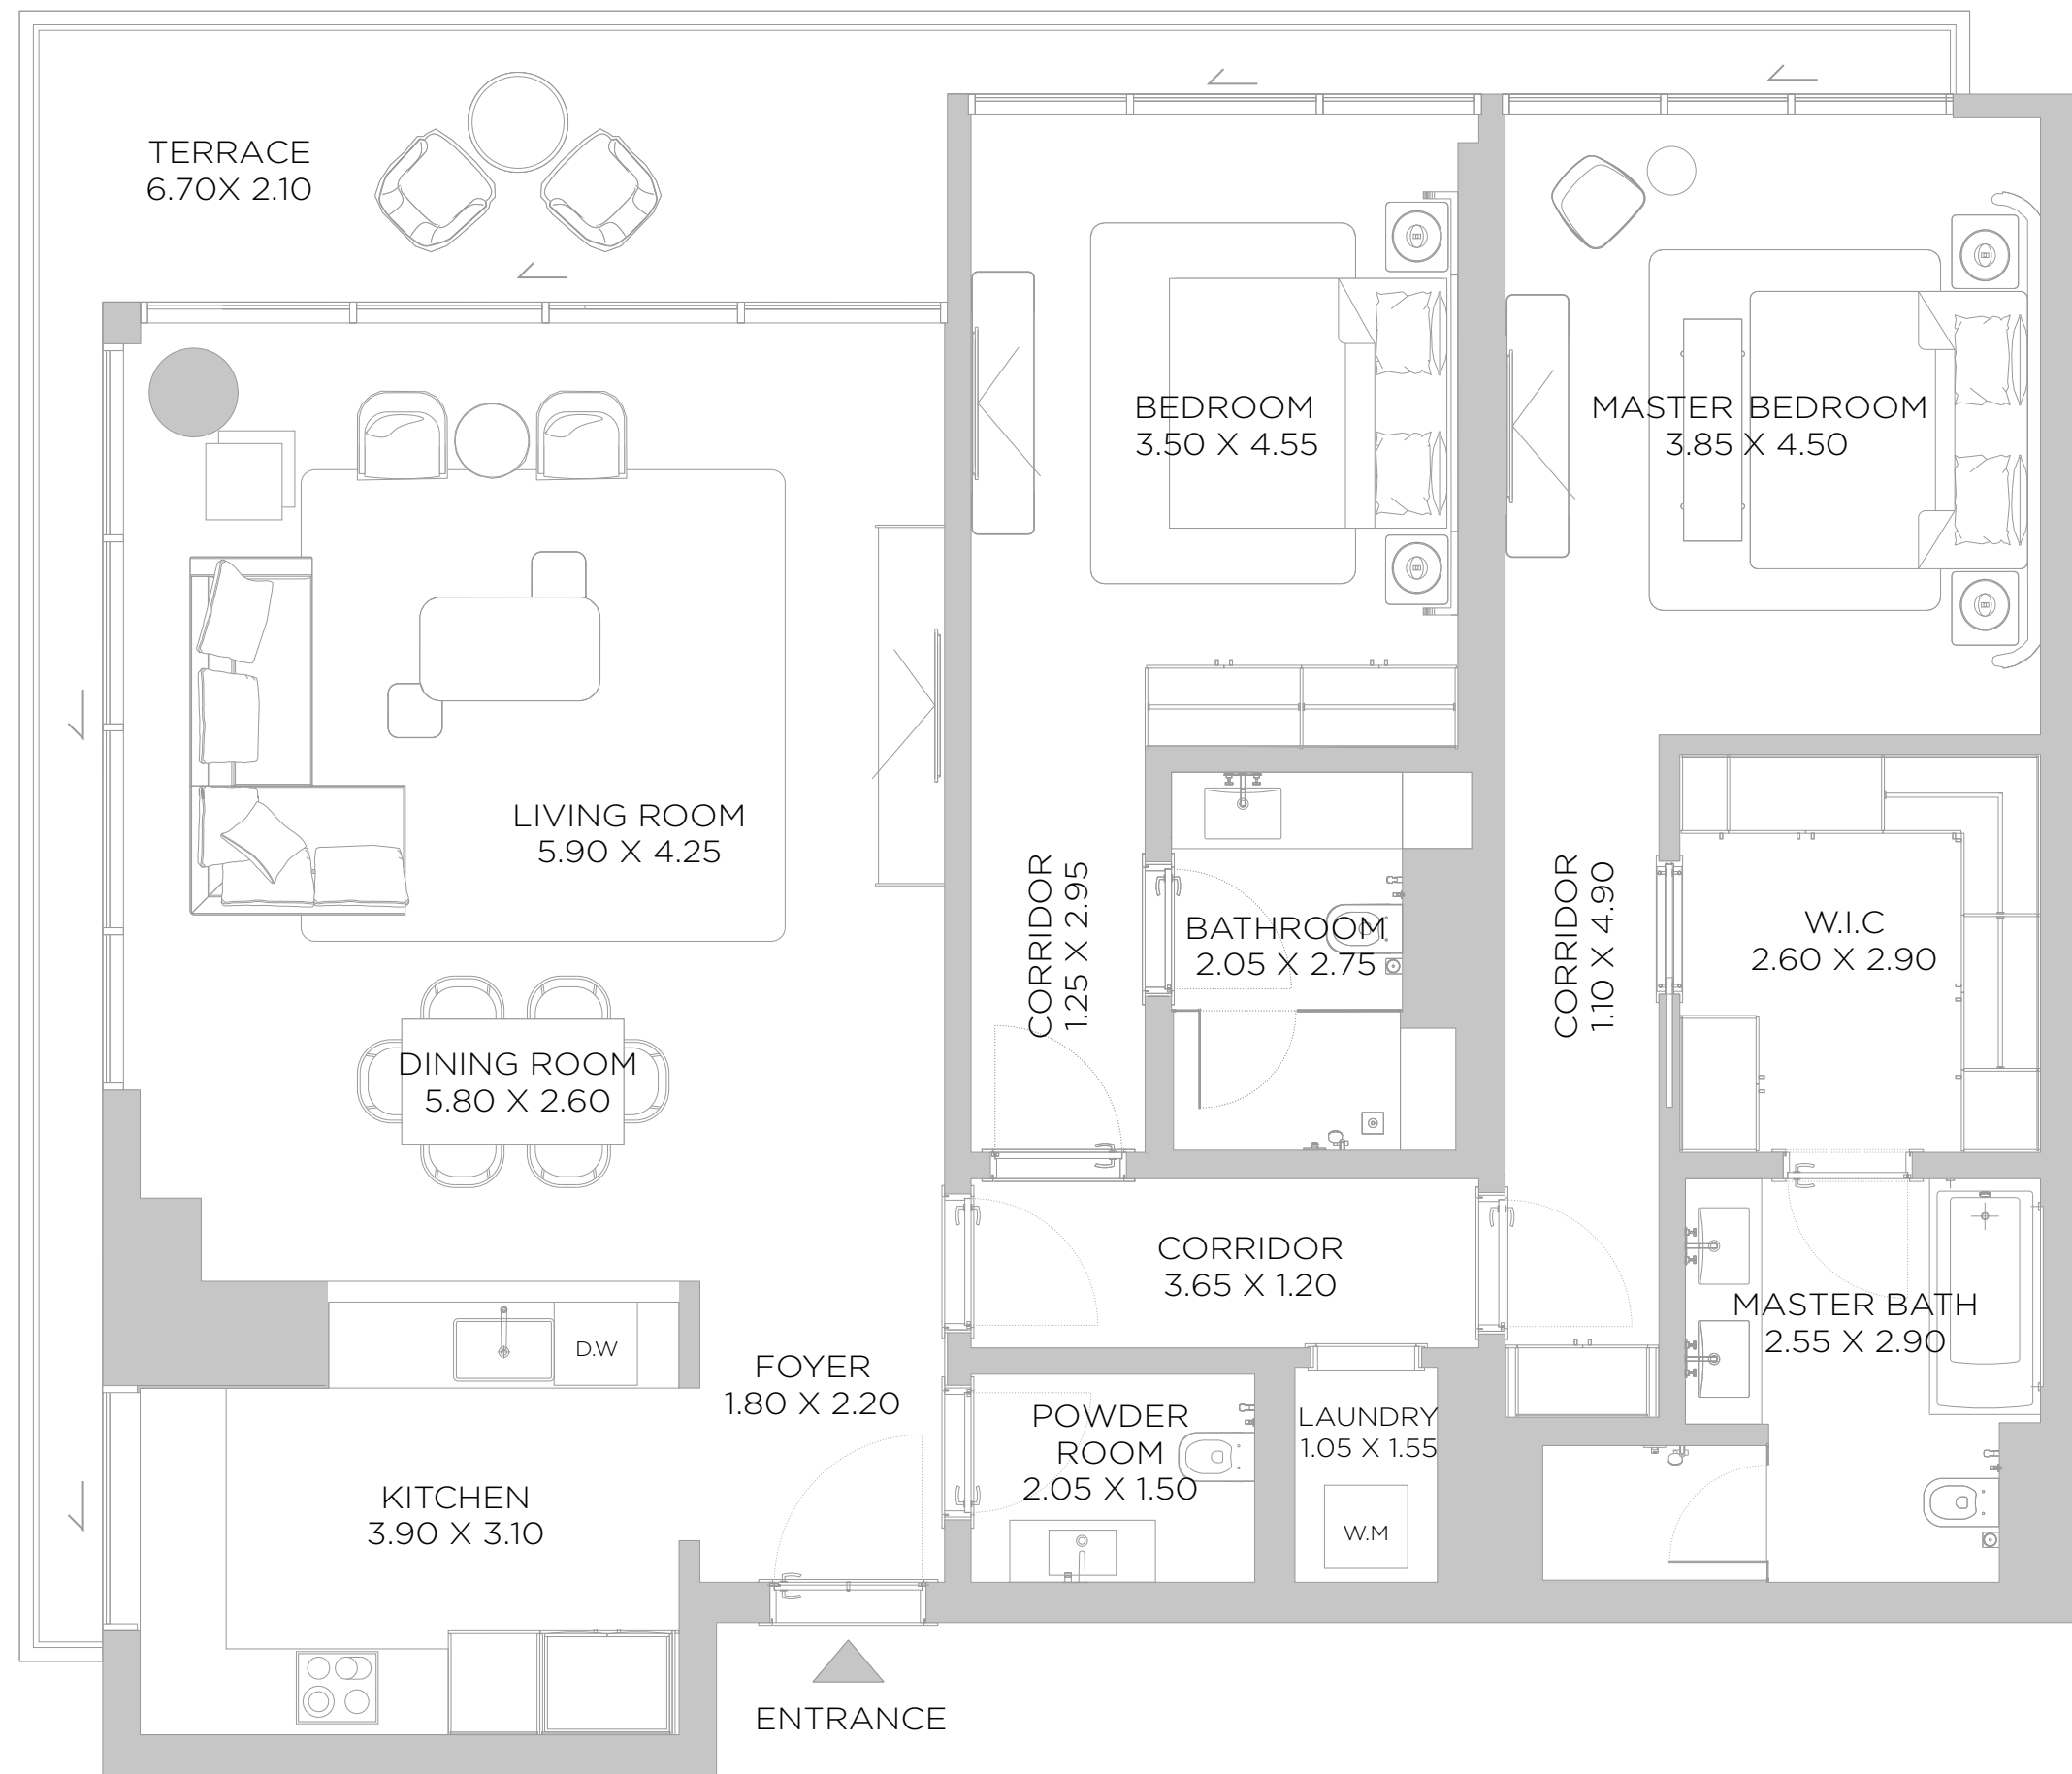 TERRACE
6.70X 2.10
BEDROOM
3.50 X 4.55
MASTER BEDROOM
3.85 X 4.50
LIVING ROOM
5.90 X 4.25
CORRIDOR
1.25 X 2.95
BATHROOM
2.05 X 2.75
CORRIDOR
1.10 X 4.90
W.I.C
2.60 X 2.90
DINING ROOM
5.80 X 2.60
CORRIDOR
3.65 X 1.20
MASTER BATH
2.55 X 2.90
D.W
FOYER
1.80 X 2.20
POWDER
ROOM
2.05 X 1.50
LAUNDRY
1.05 X 1.55
W.M
KITCHEN
3.90 X 3.10
ENTRANCE